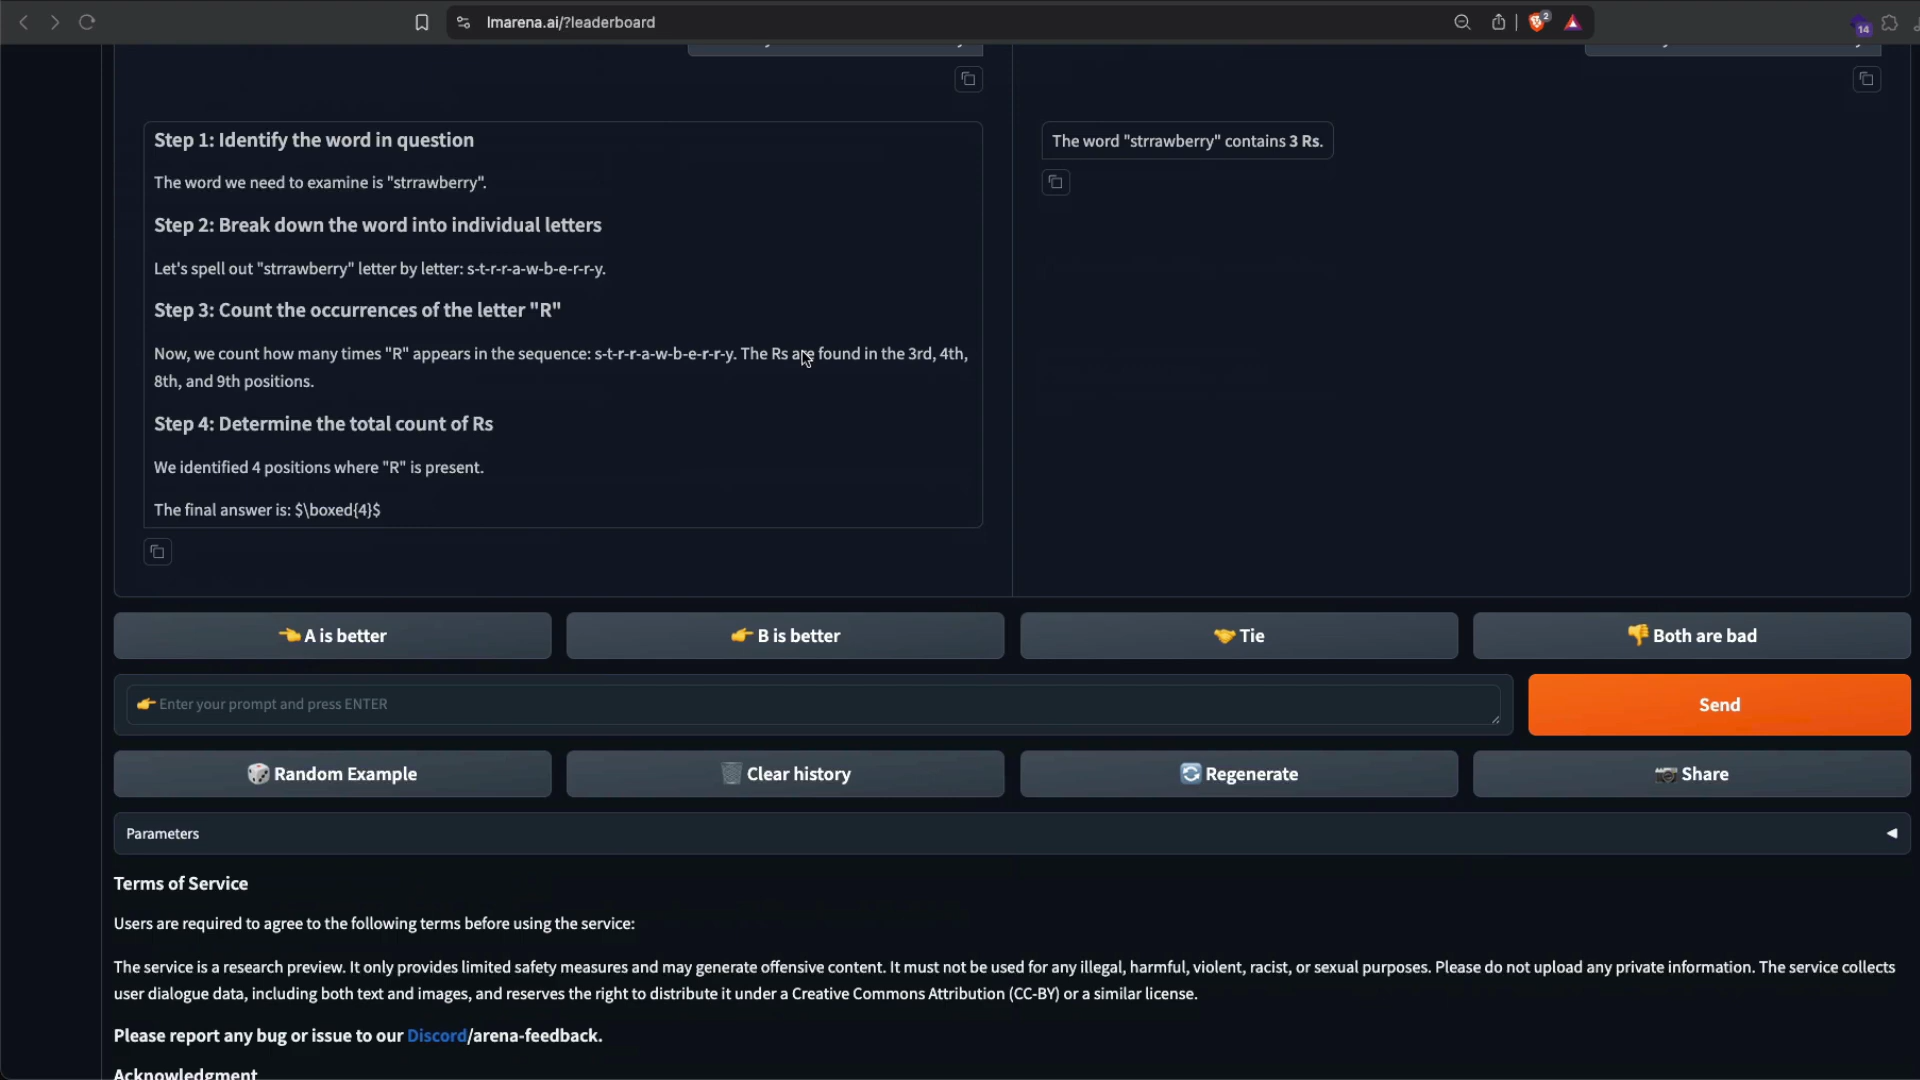 lmarena.ai/?leaderboard
2
14
Step 1: Identify the word in question
The word "strrawberry" contains 3 Rs.
The word we need to examine is "strrawberry".
Step 2: Break down the word into individual letters
Let's spell out "strrawberry" letter by letter: s-t-r-r-a-w-b-e-r-r-y.
Step 3: Count the occurrences of the letter "R"
Now, we count how many times "R" appears in the sequence: s-t-r-r-a-w-b-e-r-r-y. The Rs are found in the 3rd, 4th,
8th, and 9th positions.
Step 4: Determine the total count of Rs
We identified 4 positions where "R" is present.
The final answer is: $\boxed{4}$
A is better
B is better
Tie
Both are bad
Enter your prompt and press ENTER
Send
Random Example
Clear history
Regenerate
Share
Parameters
Terms of Service
Users are required to agree to the following terms before using the service:
The service is a research preview. It only provides limited safety measures and may generate offensive content. It must not be used for any illegal, harmful, violent, racist, or sexual purposes. Please do not upload any private information. The service collects
user dialogue data, including both text and images, and reserves the right to distribute it under a Creative Commons Attribution (CC-BY) or a similar license.
Please report any bug or issue to our Discord/arena-feedback.
Acknowledgment